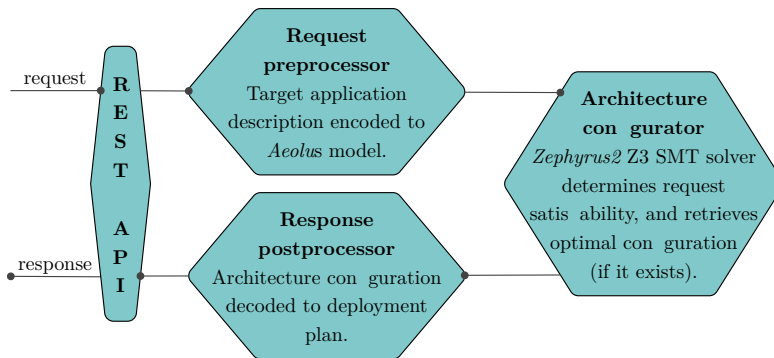 request
response
REST API
Request
preprocessor
Target application
description encoded to
Aeolus model.
Response
postprocessor
Architecture con guration
decoded to deployment
plan.
Architecture
con gurator
Zephyrus2 Z3 SMT solver
determines request
satis ability, and retrieves
optimal con guration
(if it exists).